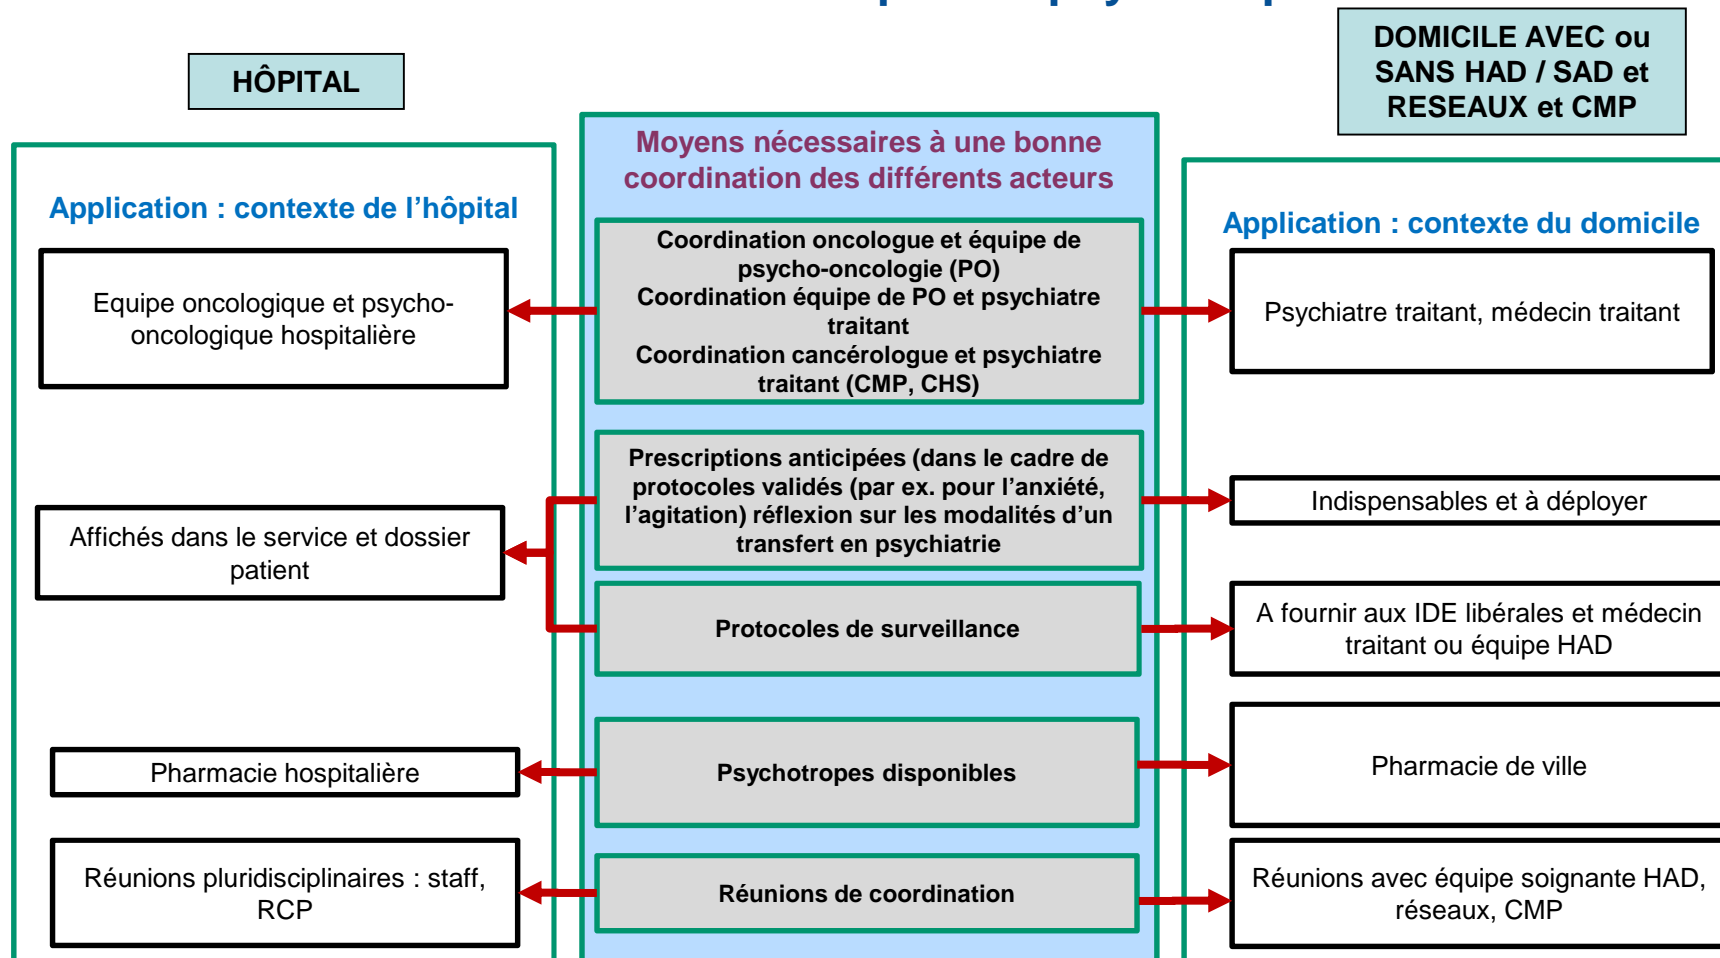 HÔPITAL
DOMICILE AVEC ou
SANS HAD / SAD et
RESEAUX et CMP
Moyens nécessaires à une bonne
coordination des différents acteurs
Application : contexte de l’hôpital
Application : contexte du domicile
Equipe oncologique et psycho-
oncologique hospitalière
Coordination oncologue et équipe de
psycho-oncologie (PO)
Coordination équipe de PO et psychiatre
traitant
Coordination cancérologue et psychiatre
traitant (CMP, CHS)
Psychiatre traitant, médecin traitant
Affichés dans le service et dossier
patient
Prescriptions anticipées (dans le cadre de
protocoles validés (par ex. pour l’anxiété,
l’agitation) réflexion sur les modalités d’un
transfert en psychiatrie
Indispensables et à déployer
Protocoles de surveillance
A fournir aux IDE libérales et médecin
traitant ou équipe HAD
Pharmacie hospitalière
Psychotropes disponibles
Pharmacie de ville
Réunions pluridisciplinaires : staff,
RCP
Réunions de coordination
Réunions avec équipe soignante HAD,
réseaux, CMP